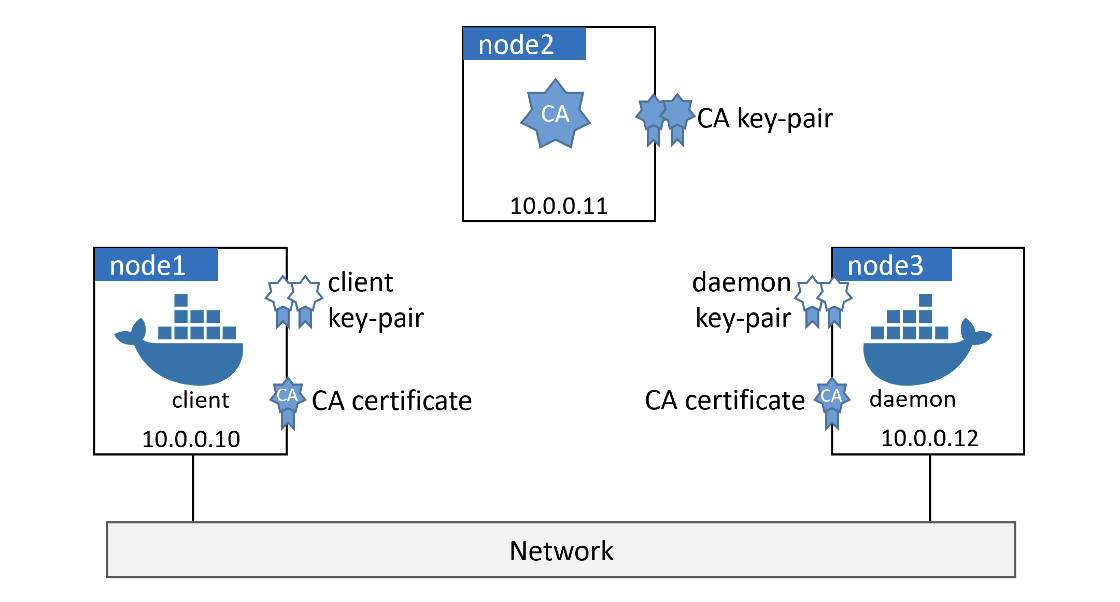 node2
CA
CA key-pair
10.0.0.11
node1
client
key-pair
CA
CA certificate
client
10.0.0.10
daemon
key-pair
node3
CA certificate
CA
daemon
10.0.0.12
Network